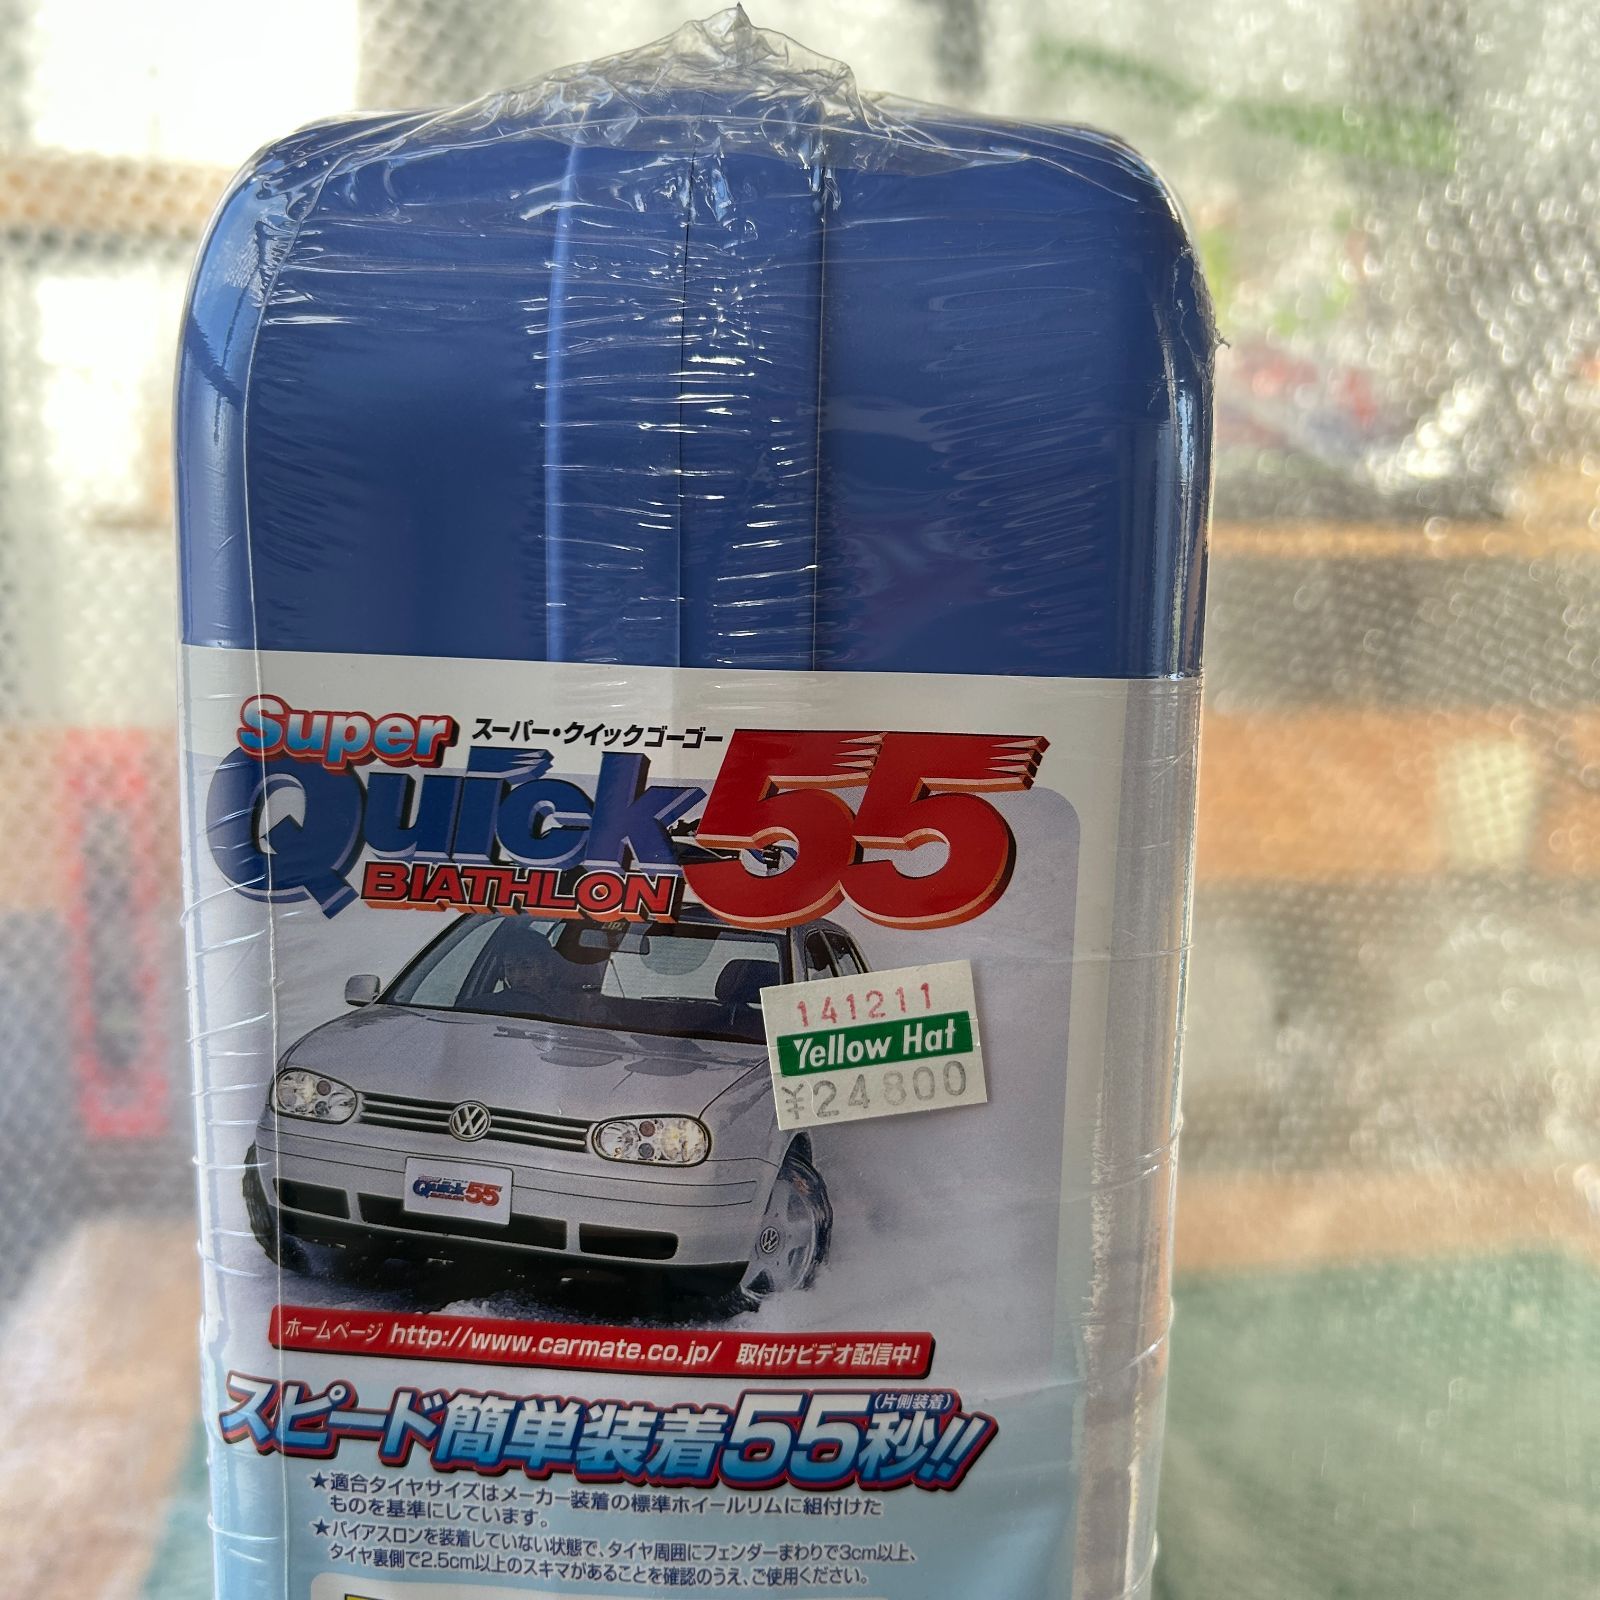 Super スーパー・クイックゴーゴー
Quick 55
BIATHLON
141211
Yellow Hat
¥24800
Quick 55
ホームページ http://www.carmate.co.jp/ 取付けビデオ配信中!
スピード簡単装着55秒!!
(片側装着)
★適合タイヤサイズはメーカー装着の標準ホイールリムに組付けた
ものを基準にしています。
★バイアスロンを装着していない状態で、タイヤ周囲にフェンダーまわりで3cm以上、
タイヤ裏側で2.5cm以上のスキマがあることを確認のうえ、ご使用ください。